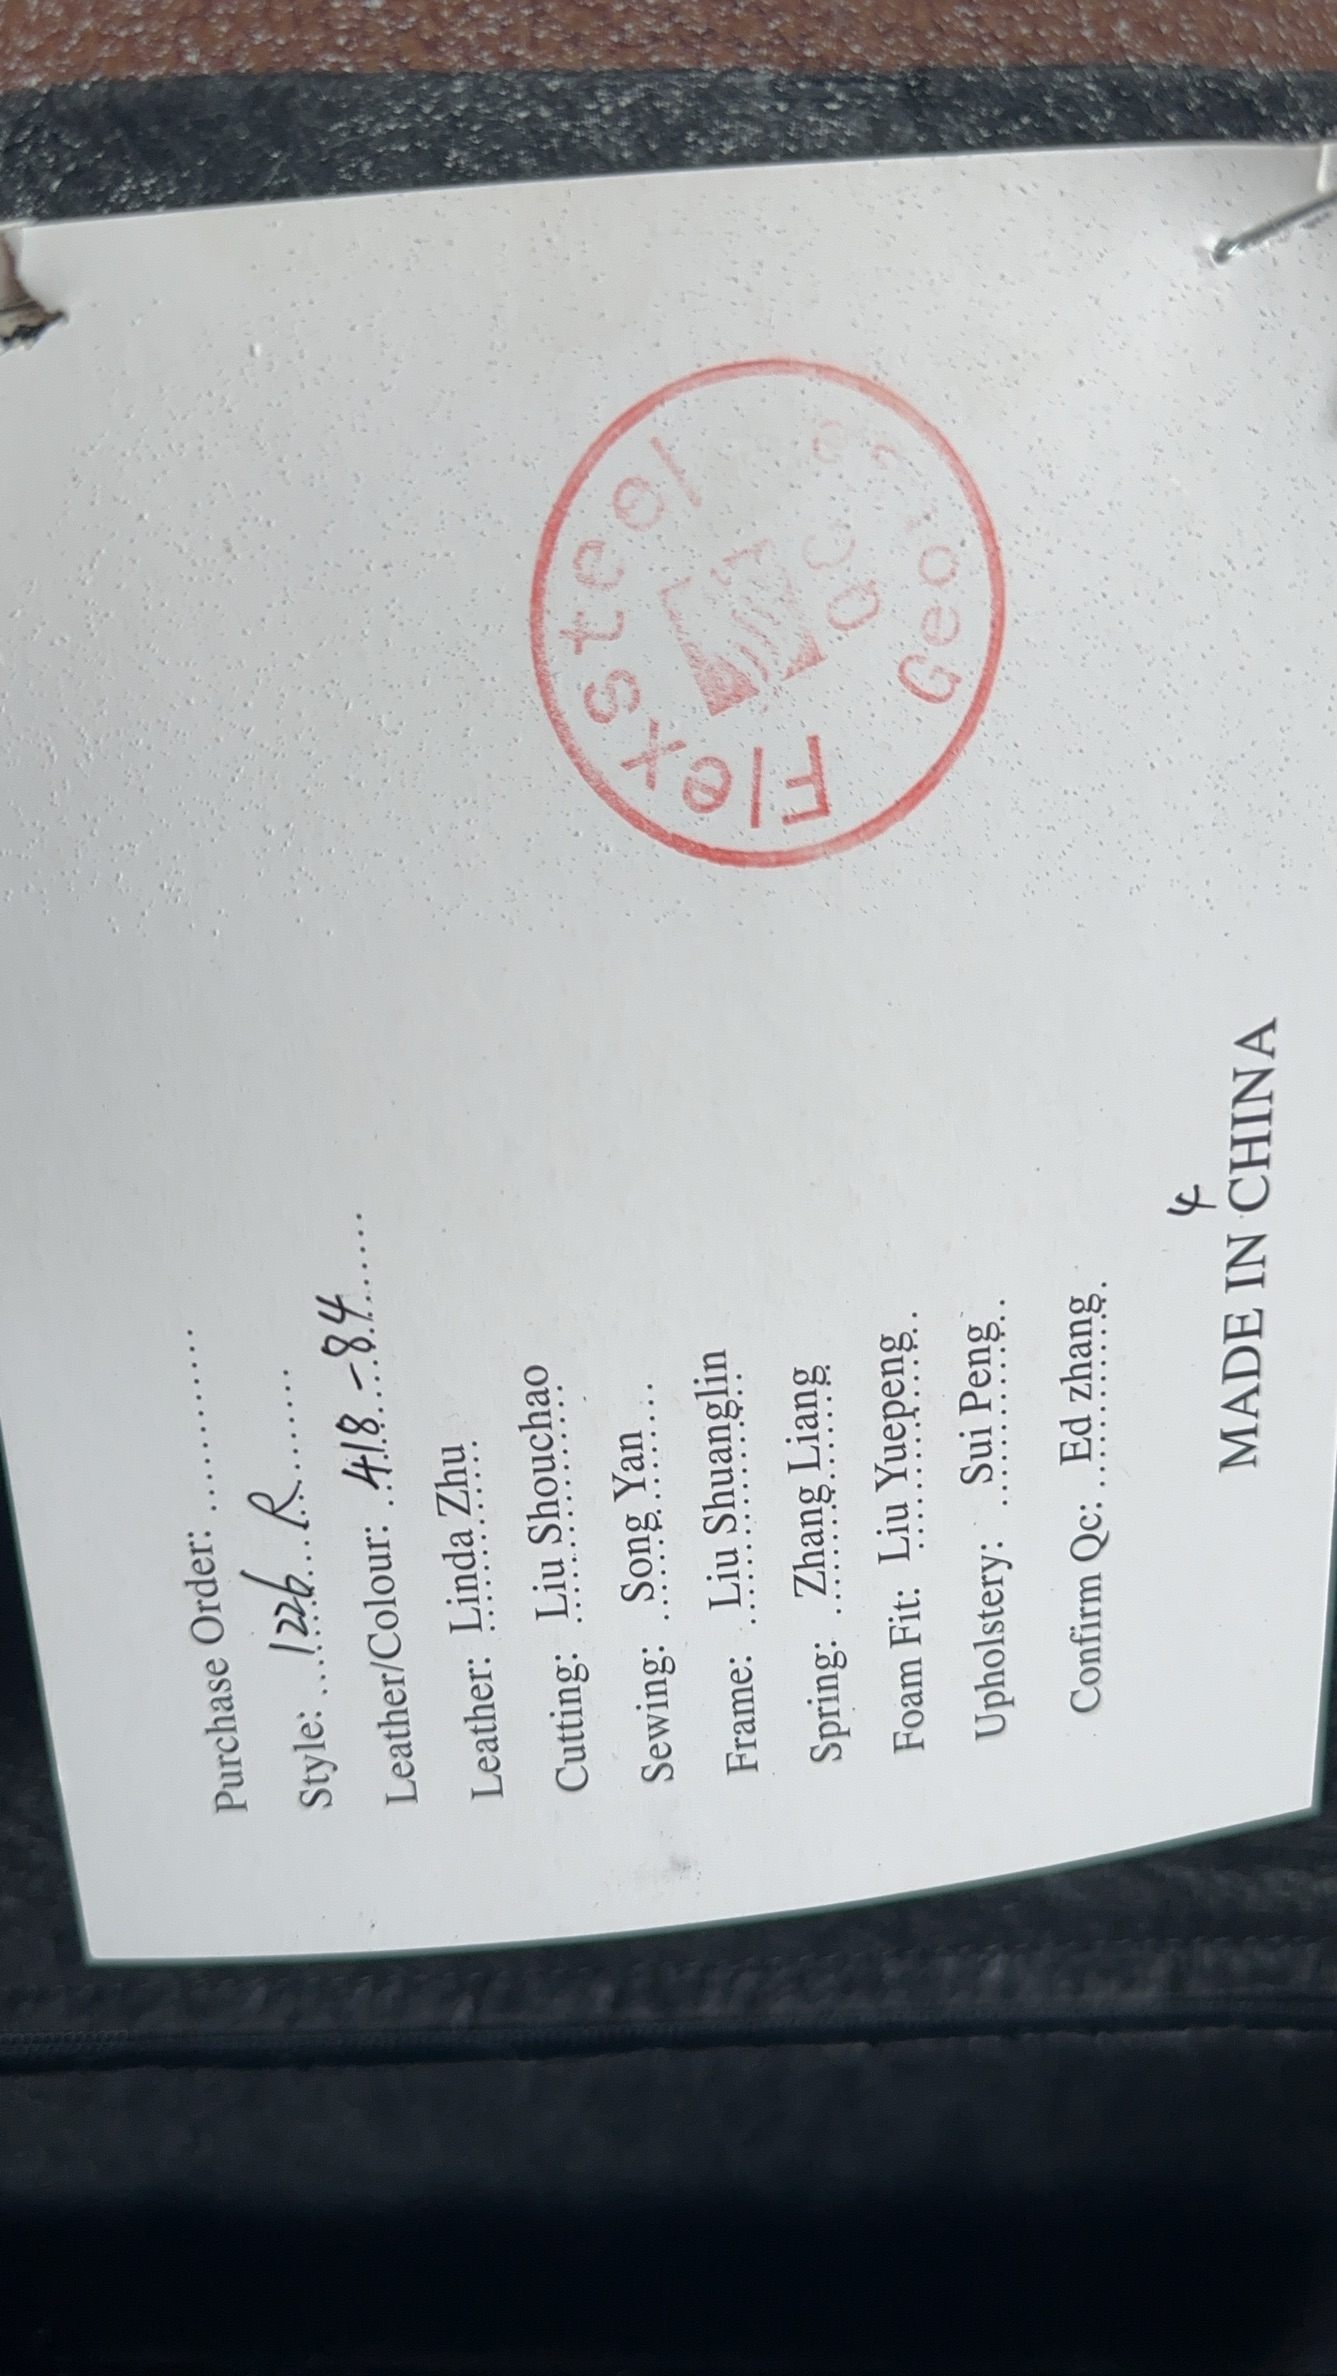 Purchase Order: ............
Style: ...1226...R.........
Leather/Colour: ..418-84......
Leather: Linda Zhu
Cutting: Liu Shouchao
Sewing: Song Yan
Frame: Liu Shuanglin
Spring: Zhang Liang
Foam Fit: Liu Yuepeng
Upholstery: Sui Peng
Confirm Qc: Ed zhang
4
MADE IN CHINA
Flexsteel